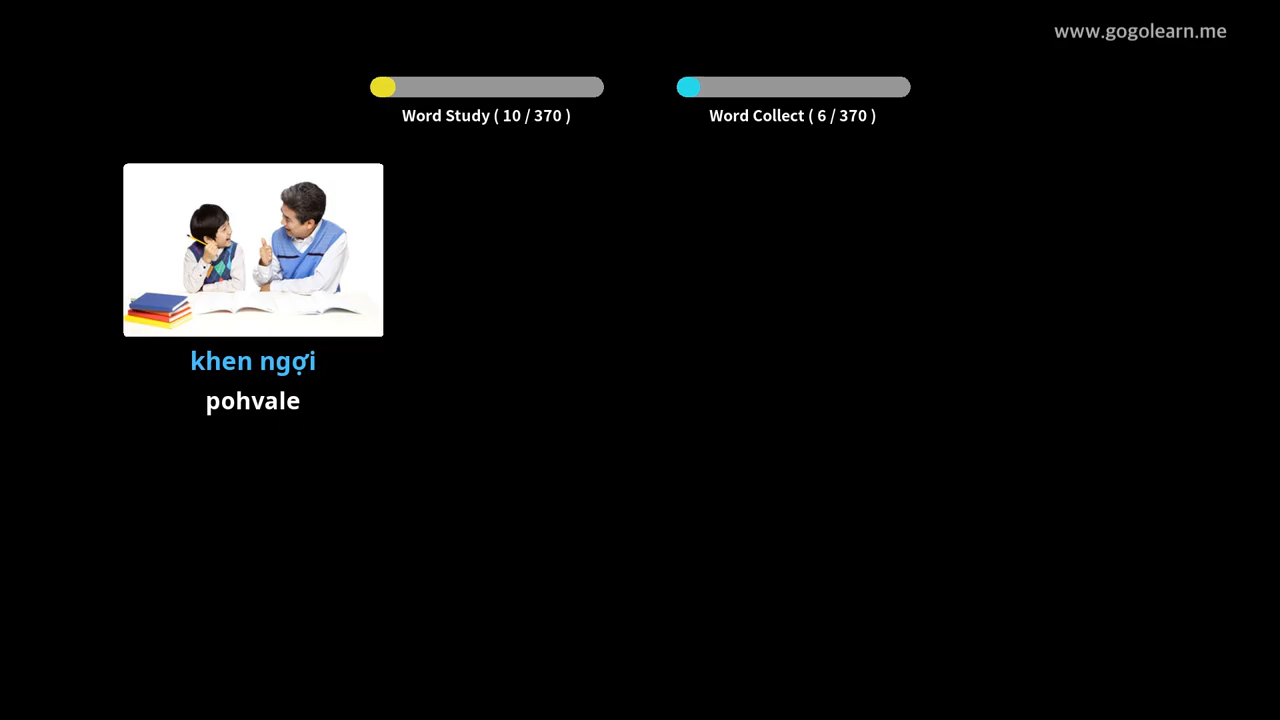 www.gogolearn.me
Word Study ( 10 / 370 )
Word Collect ( 6 / 370 )
khen ngợi
pohvale